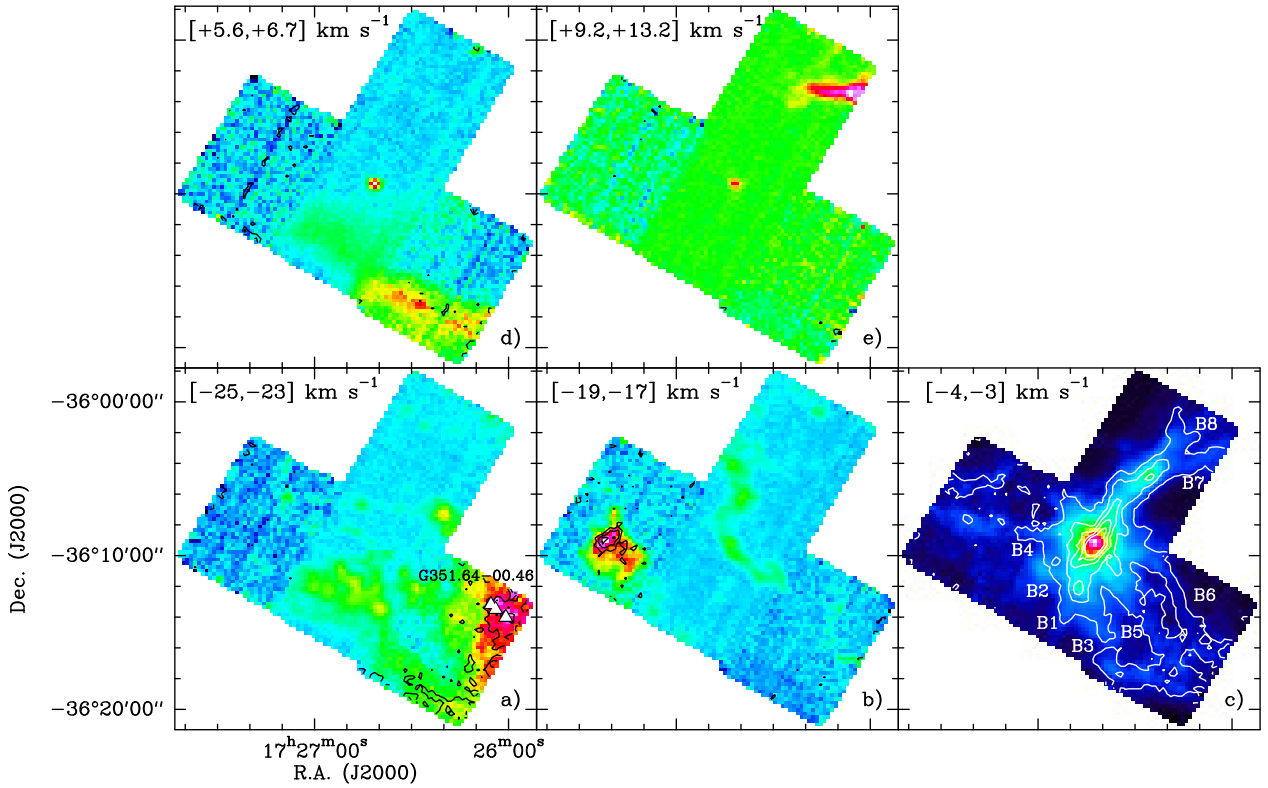 [+5.6,+6.7] km s⁻¹
[+9.2,+13.2] km s⁻¹
d)
e)
[−25,−23] km s⁻¹
[−19,−17] km s⁻¹
[−4,−3] km s⁻¹
−36°00′00″
B8
B7
−36°10′00″
B4
G351.64−00.46
B2
B6
B1
B5
B3
−36°20′00″
a)
b)
c)
17ʰ27ᵐ00ˢ
26ᵐ00ˢ
R.A. (J2000)
Dec. (J2000)